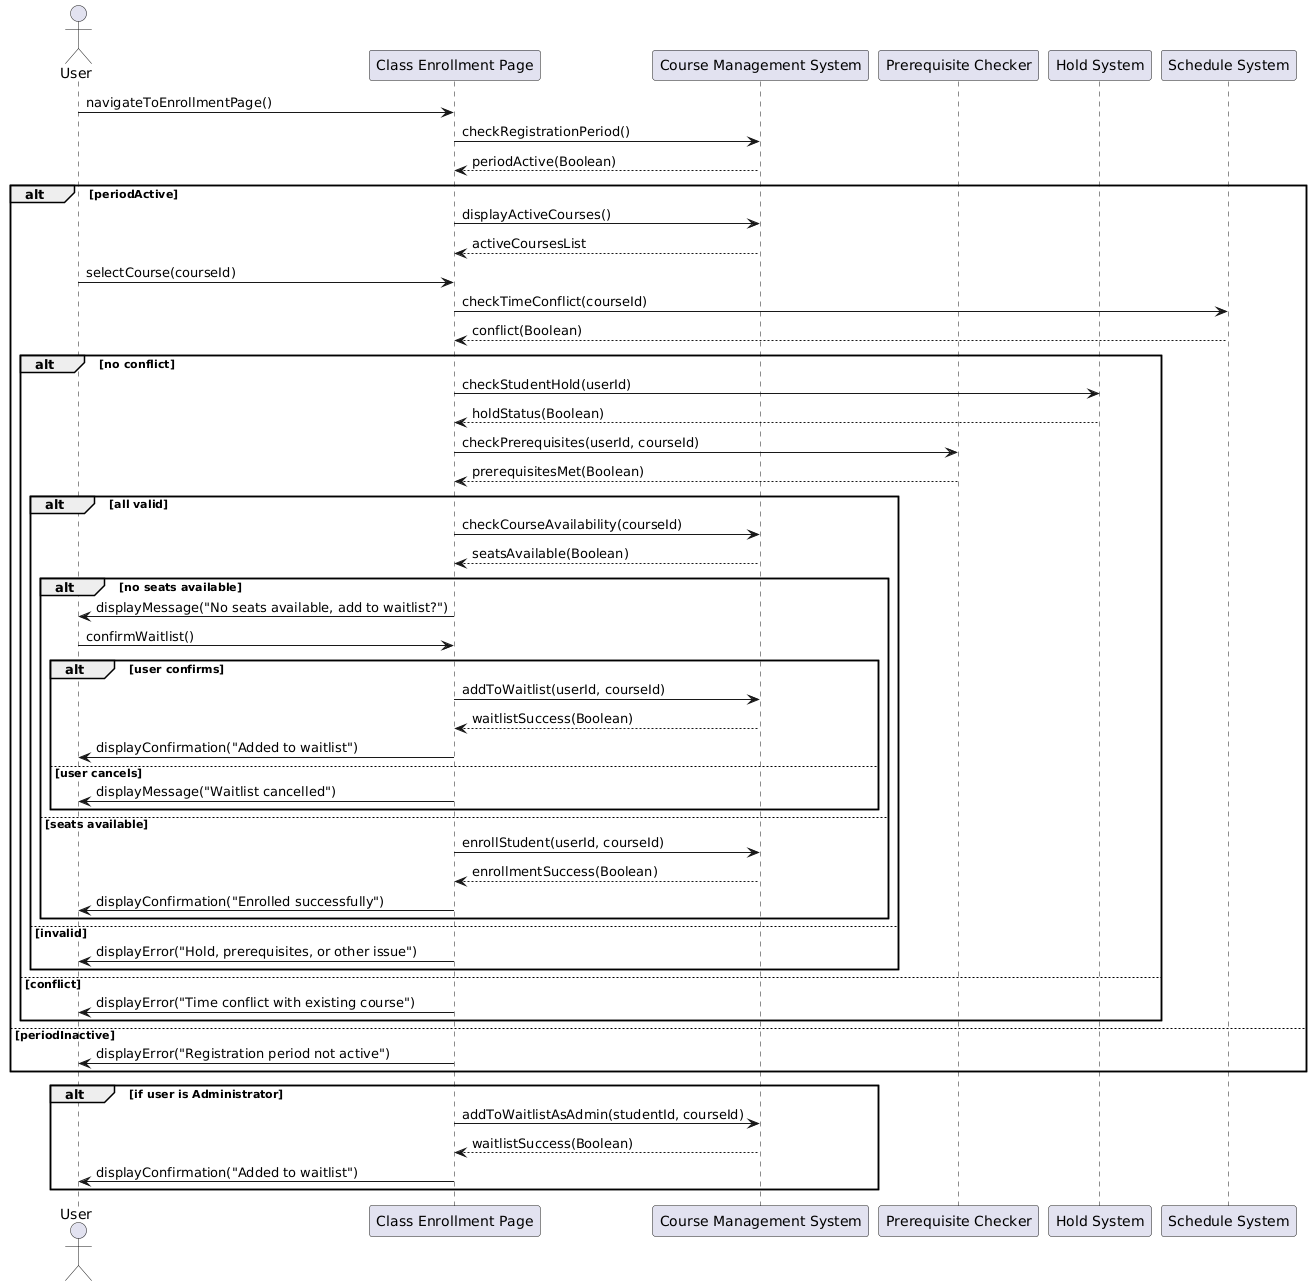 User
Class Enrollment Page
Course Management System
Prerequisite Checker
Hold System
Schedule System
navigateToEnrollmentPage()
checkRegistrationPeriod()
periodActive(Boolean)
alt [periodActive]
displayActiveCourses()
activeCoursesList
selectCourse(courseId)
checkTimeConflict(courseId)
conflict(Boolean)
alt [no conflict]
checkStudentHold(userId)
holdStatus(Boolean)
checkPrerequisites(userId, courseId)
prerequisitesMet(Boolean)
alt [all valid]
checkCourseAvailability(courseId)
seatsAvailable(Boolean)
alt [no seats available]
displayMessage("No seats available, add to waitlist?")
confirmWaitlist()
alt [user confirms]
addToWaitlist(userId, courseId)
waitlistSuccess(Boolean)
displayConfirmation("Added to waitlist")
[user cancels]
displayMessage("Waitlist cancelled")
[seats available]
enrollStudent(userId, courseId)
enrollmentSuccess(Boolean)
displayConfirmation("Enrolled successfully")
[invalid]
displayError("Hold, prerequisites, or other issue")
[conflict]
displayError("Time conflict with existing course")
[periodInactive]
displayError("Registration period not active")
alt [if user is Administrator]
addToWaitlistAsAdmin(studentId, courseId)
waitlistSuccess(Boolean)
displayConfirmation("Added to waitlist")
User
Class Enrollment Page
Course Management System
Prerequisite Checker
Hold System
Schedule System